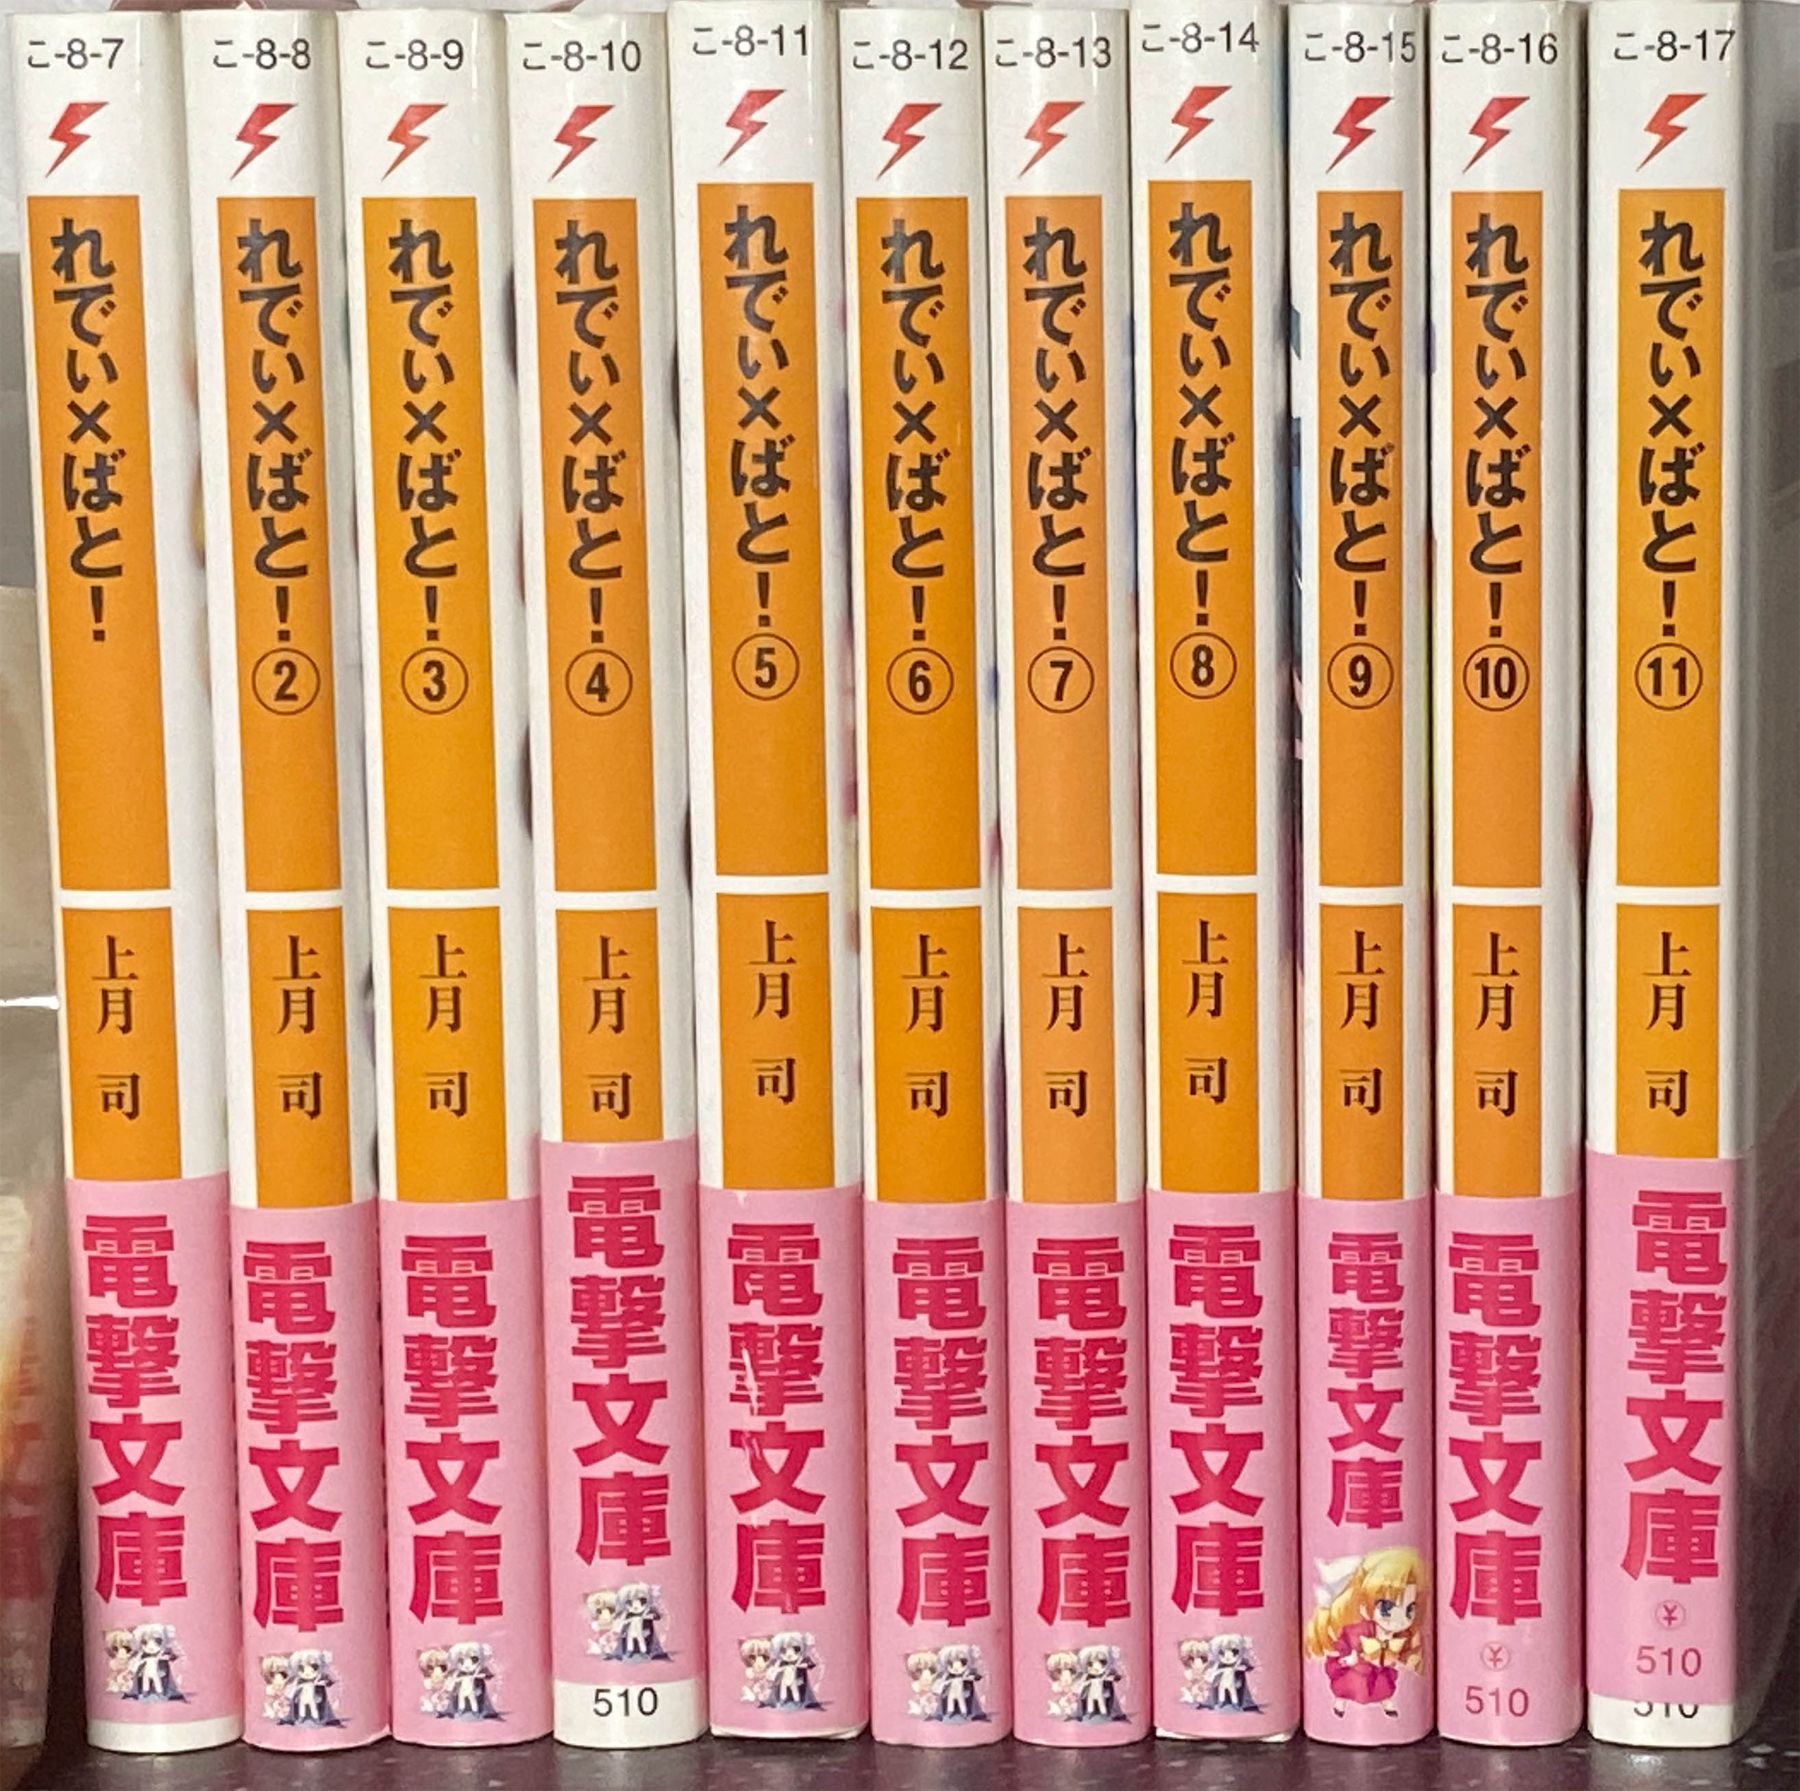 こ-8-7
れでぃ×ばと!
上月 司
電撃文庫
こ-8-8
れでぃ×ばと!②
上月 司
電撃文庫
こ-8-9
れでぃ×ばと!③
上月 司
電撃文庫
こ-8-10
れでぃ×ばと!④
上月 司
電撃文庫
510
こ-8-11
れでぃ×ばと!⑤
上月 司
電撃文庫
こ-8-12
れでぃ×ばと!⑥
上月 司
電撃文庫
こ-8-13
れでぃ×ばと!⑦
上月 司
電撃文庫
こ-8-14
れでぃ×ばと!⑧
上月 司
電撃文庫
こ-8-15
れでぃ×ばと!⑨
上月 司
電撃文庫
こ-8-16
れでぃ×ばと!⑩
上月 司
電撃文庫
¥
510
こ-8-17
れでぃ×ばと!⑪
上月 司
電撃文庫
¥
510
510